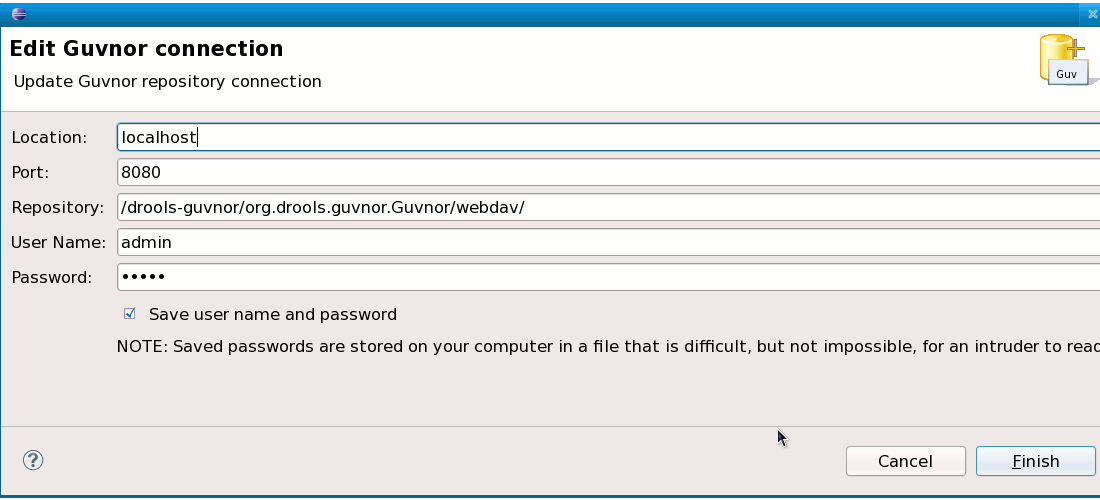 Edit Guvnor connection
Update Guvnor repository connection
Guv
Location: localhost
Port: 8080
Repository: /drools-guvnor/org.drools.guvnor.Guvnor/webdav/
User Name: admin
Password: •••••
Save user name and password
NOTE: Saved passwords are stored on your computer in a file that is difficult, but not impossible, for an intruder to read
? Cancel Finish